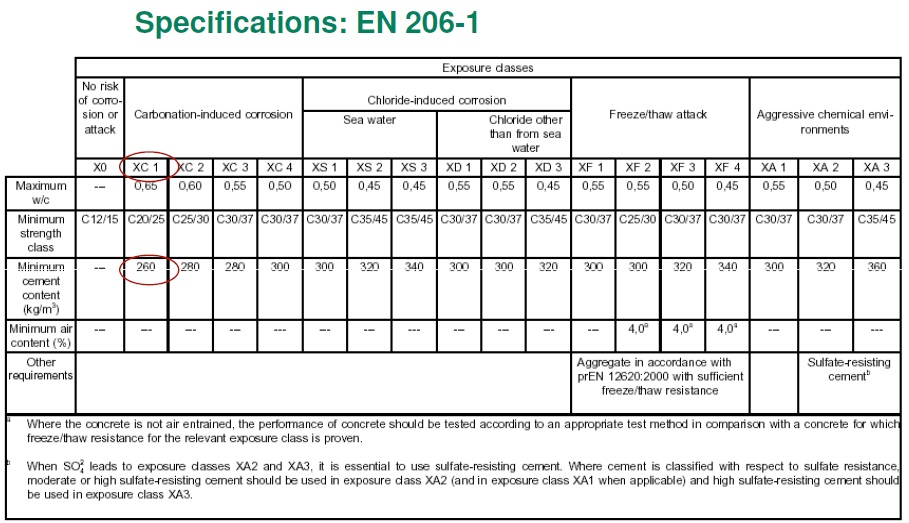 Specifications: EN 206-1
Exposure classes
No risk
of corro-
sion or
attack
Carbonation-induced corrosion
Chloride-induced corrosion
Sea water
Chloride other
than from sea
water
Freeze/thaw attack
Aggressive chemical envi-
ronments
X0 XC 1 XC 2 XC 3 XC 4 XS 1 XS 2 XS 3 XD 1 XD 2 XD 3 XF 1 XF 2 XF 3 XF 4 XA 1 XA 2 XA 3
Maximum
w/c
--- 0,65 0,60 0,55 0,50 0,50 0,45 0,45 0,55 0,55 0,45 0,55 0,55 0,50 0,45 0,55 0,50 0,45
Minimum
strength
class
C12/15 C20/25 C25/30 C30/37 C30/37 C30/37 C35/45 C35/45 C30/37 C30/37 C35/45 C30/37 C25/30 C30/37 C30/37 C30/37 C30/37 C35/45
Minimum
cement
content
(kg/m³)
--- 260 280 280 300 300 320 340 300 300 320 300 300 320 340 300 320 360
Minimum air
content (%)
--- --- --- --- --- --- --- --- --- --- --- --- 4,0ª 4,0ª 4,0ª --- --- ---
Other
requirements
Aggregate in accordance with
prEN 12620:2000 with sufficient
freeze/thaw resistance
Sulfate-resisting
cementᵇ
a Where the concrete is not air entrained, the performance of concrete should be tested according to an appropriate test method in comparison with a concrete for which
freeze/thaw resistance for the relevant exposure class is proven.
b When SO₄² leads to exposure classes XA2 and XA3, it is essential to use sulfate-resisting cement. Where cement is classified with respect to sulfate resistance,
moderate or high sulfate-resisting cement should be used in exposure class XA2 (and in exposure class XA1 when applicable) and high sulfate-resisting cement should
be used in exposure class XA3.